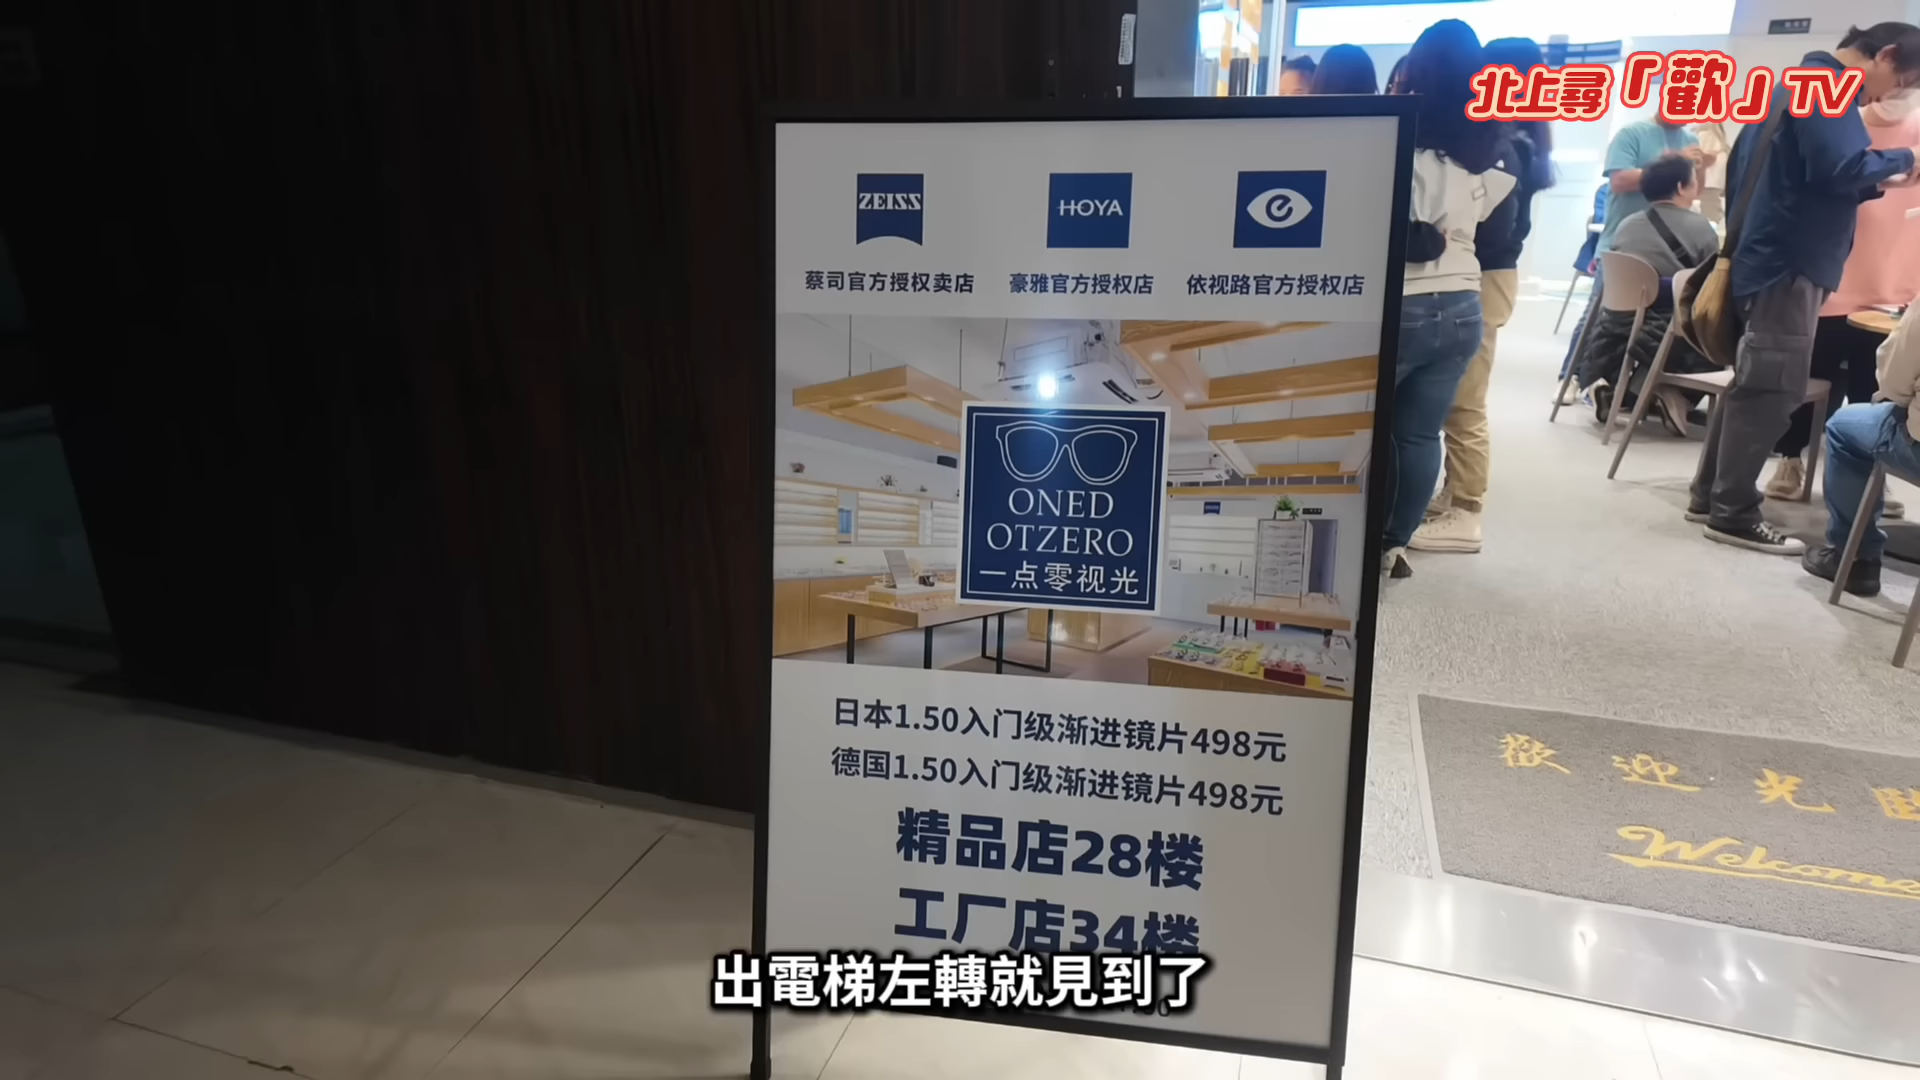 北上尋「歡」TV
ZEISS
HOYA
蔡司官方授权卖店
豪雅官方授权店
依视路官方授权店
ONED
OTZERO
一点零视光
日本1.50入门级渐进镜片498元
德国1.50入门级渐进镜片498元
精品店28楼
工厂店34楼
歡迎光臨
Welcome
出電梯左轉就見到了